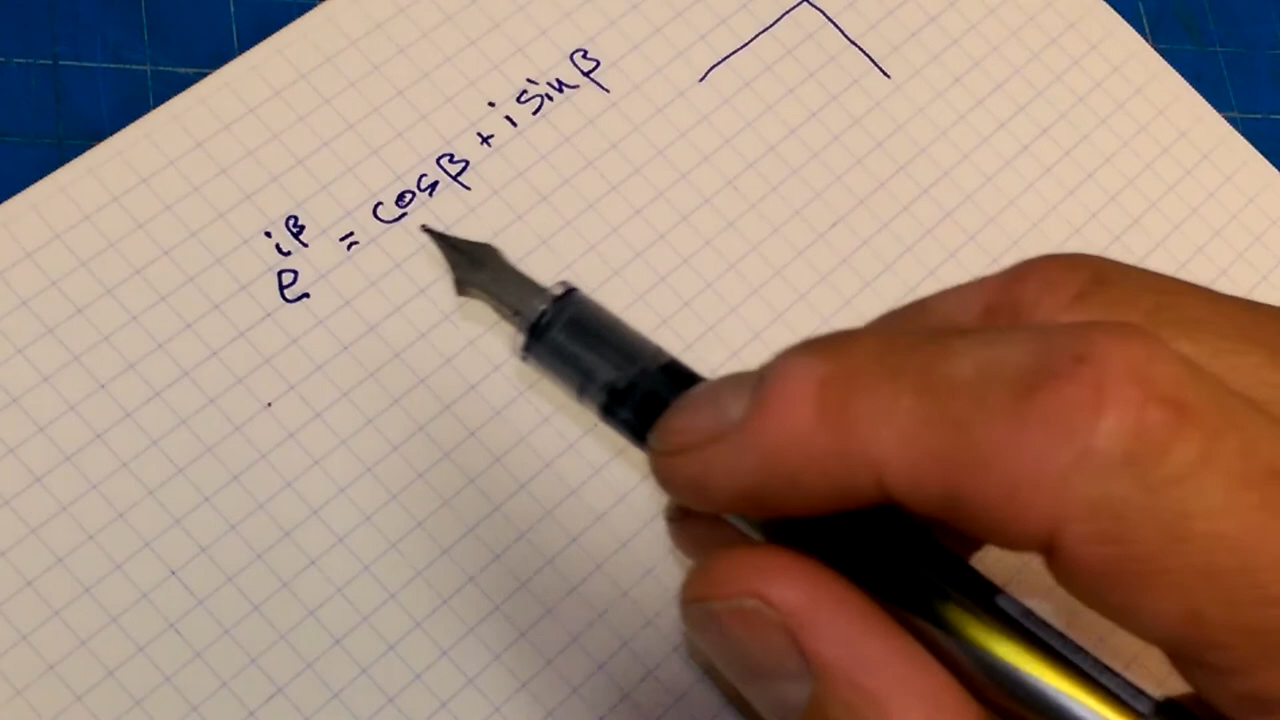 e^{iβ} = cosβ + i sinβ